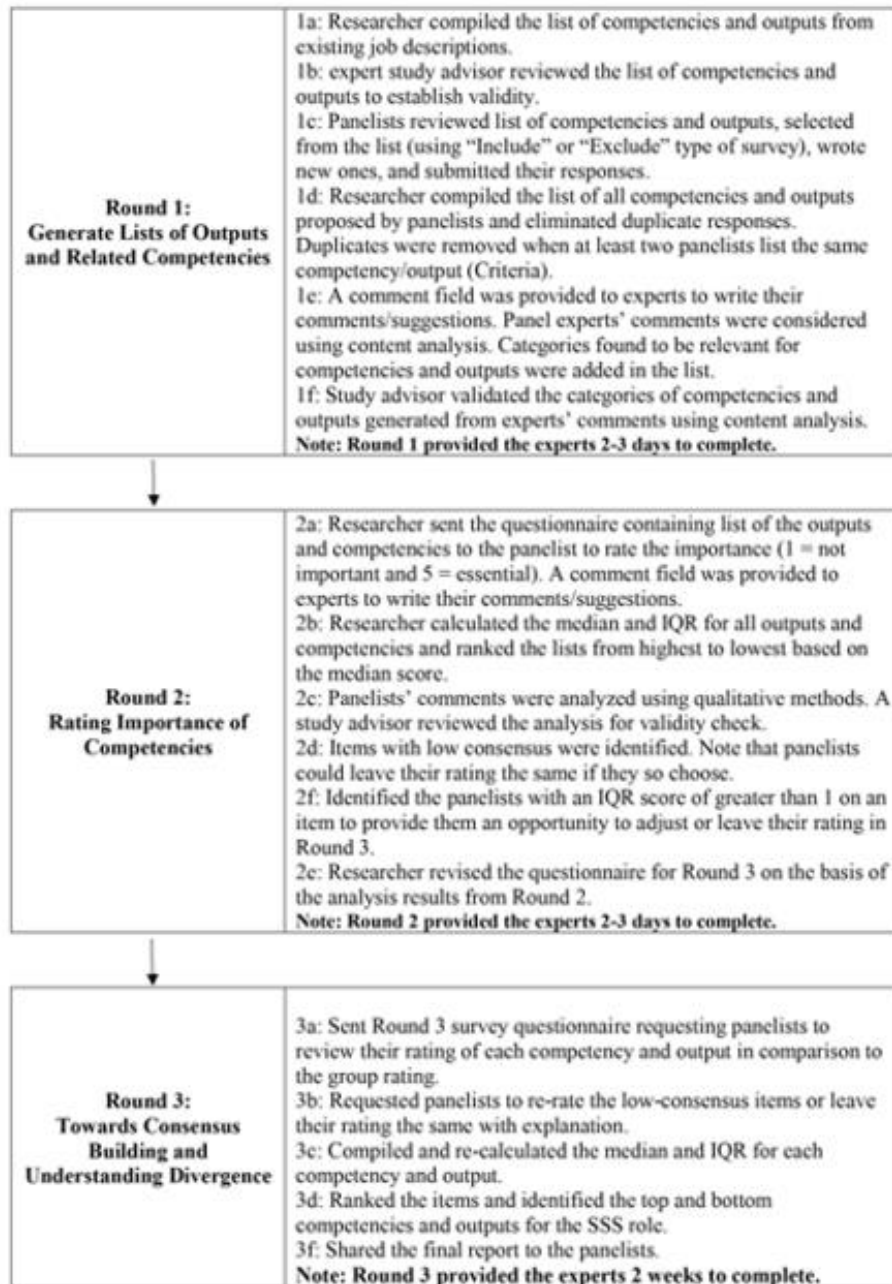 Round 1:
Generate Lists of Outputs
and Related Competencies
1a: Researcher compiled the list of competencies and outputs from
existing job descriptions.
1b: expert study advisor reviewed the list of competencies and
outputs to establish validity.
1c: Panelists reviewed list of competencies and outputs, selected
from the list (using “Include” or “Exclude” type of survey), wrote
new ones, and submitted their responses.
1d: Researcher compiled the list of all competencies and outputs
proposed by panelists and eliminated duplicate responses.
Duplicates were removed when at least two panelists list the same
competency/output (Criteria).
1e: A comment field was provided to experts to write their
comments/suggestions. Panel experts’ comments were considered
using content analysis. Categories found to be relevant for
competencies and outputs were added in the list.
1f: Study advisor validated the categories of competencies and
outputs generated from experts’ comments using content analysis.
Note: Round 1 provided the experts 2-3 days to complete.
Round 2:
Rating Importance of
Competencies
2a: Researcher sent the questionnaire containing list of the outputs
and competencies to the panelist to rate the importance (1 = not
important and 5 = essential). A comment field was provided to
experts to write their comments/suggestions.
2b: Researcher calculated the median and IQR for all outputs and
competencies and ranked the lists from highest to lowest based on
the median score.
2c: Panelists’ comments were analyzed using qualitative methods. A
study advisor reviewed the analysis for validity check.
2d: Items with low consensus were identified. Note that panelists
could leave their rating the same if they so choose.
2f: Identified the panelists with an IQR score of greater than 1 on an
item to provide them an opportunity to adjust or leave their rating in
Round 3.
2e: Researcher revised the questionnaire for Round 3 on the basis of
the analysis results from Round 2.
Note: Round 2 provided the experts 2-3 days to complete.
Round 3:
Towards Consensus
Building and
Understanding Divergence
3a: Sent Round 3 survey questionnaire requesting panelists to
review their rating of each competency and output in comparison to
the group rating.
3b: Requested panelists to re-rate the low-consensus items or leave
their rating the same with explanation.
3c: Compiled and re-calculated the median and IQR for each
competency and output.
3d: Ranked the items and identified the top and bottom
competencies and outputs for the SSS role.
3f: Shared the final report to the panelists.
Note: Round 3 provided the experts 2 weeks to complete.